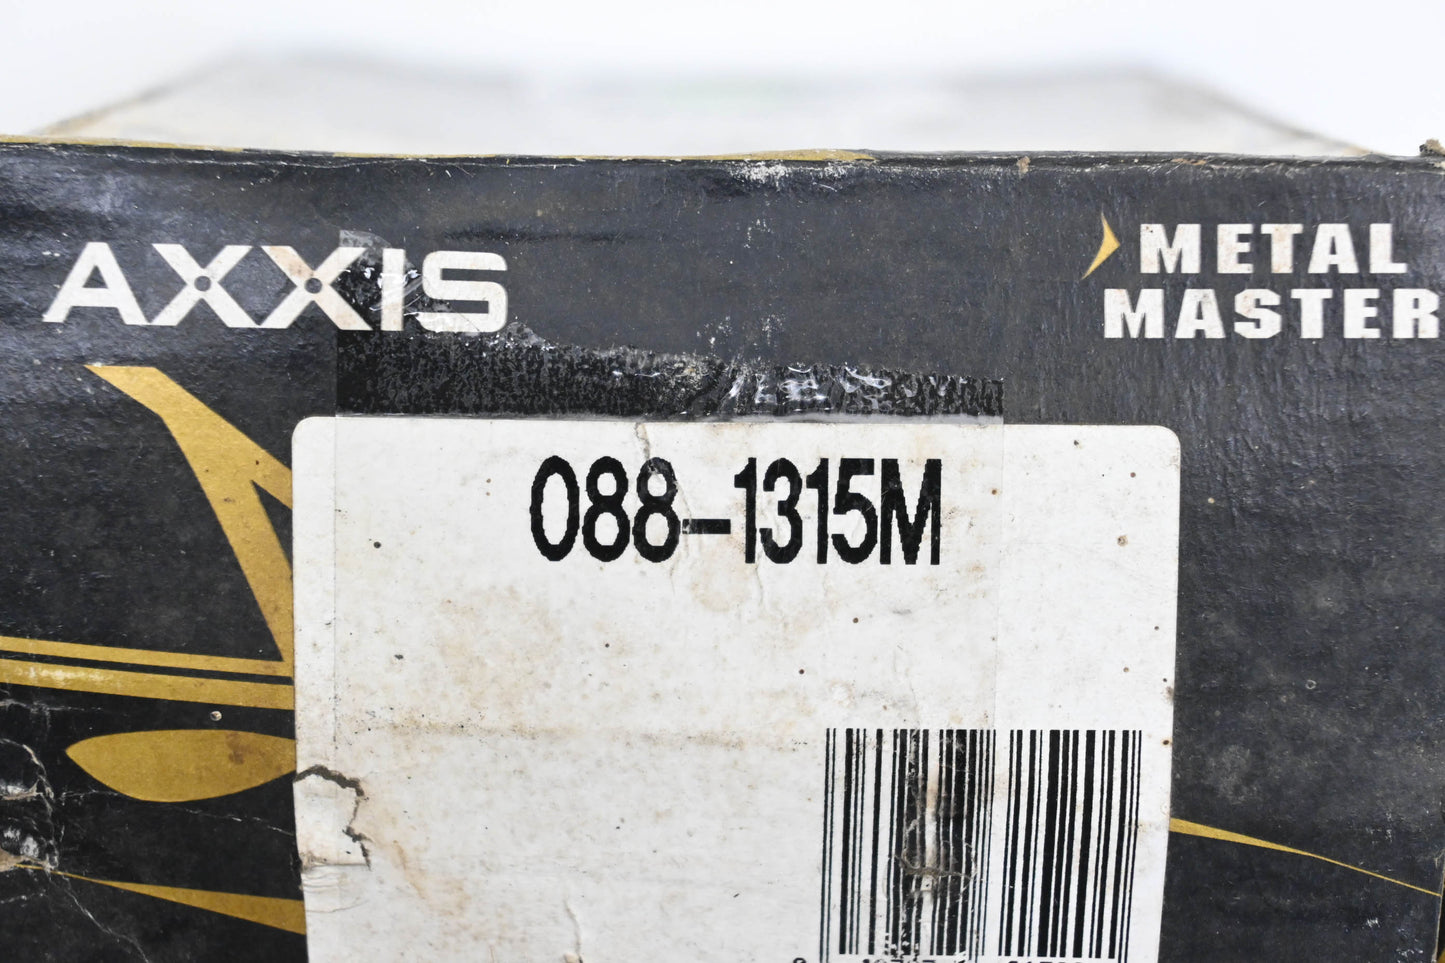 AXXIS
METAL
MASTER
088-1315M